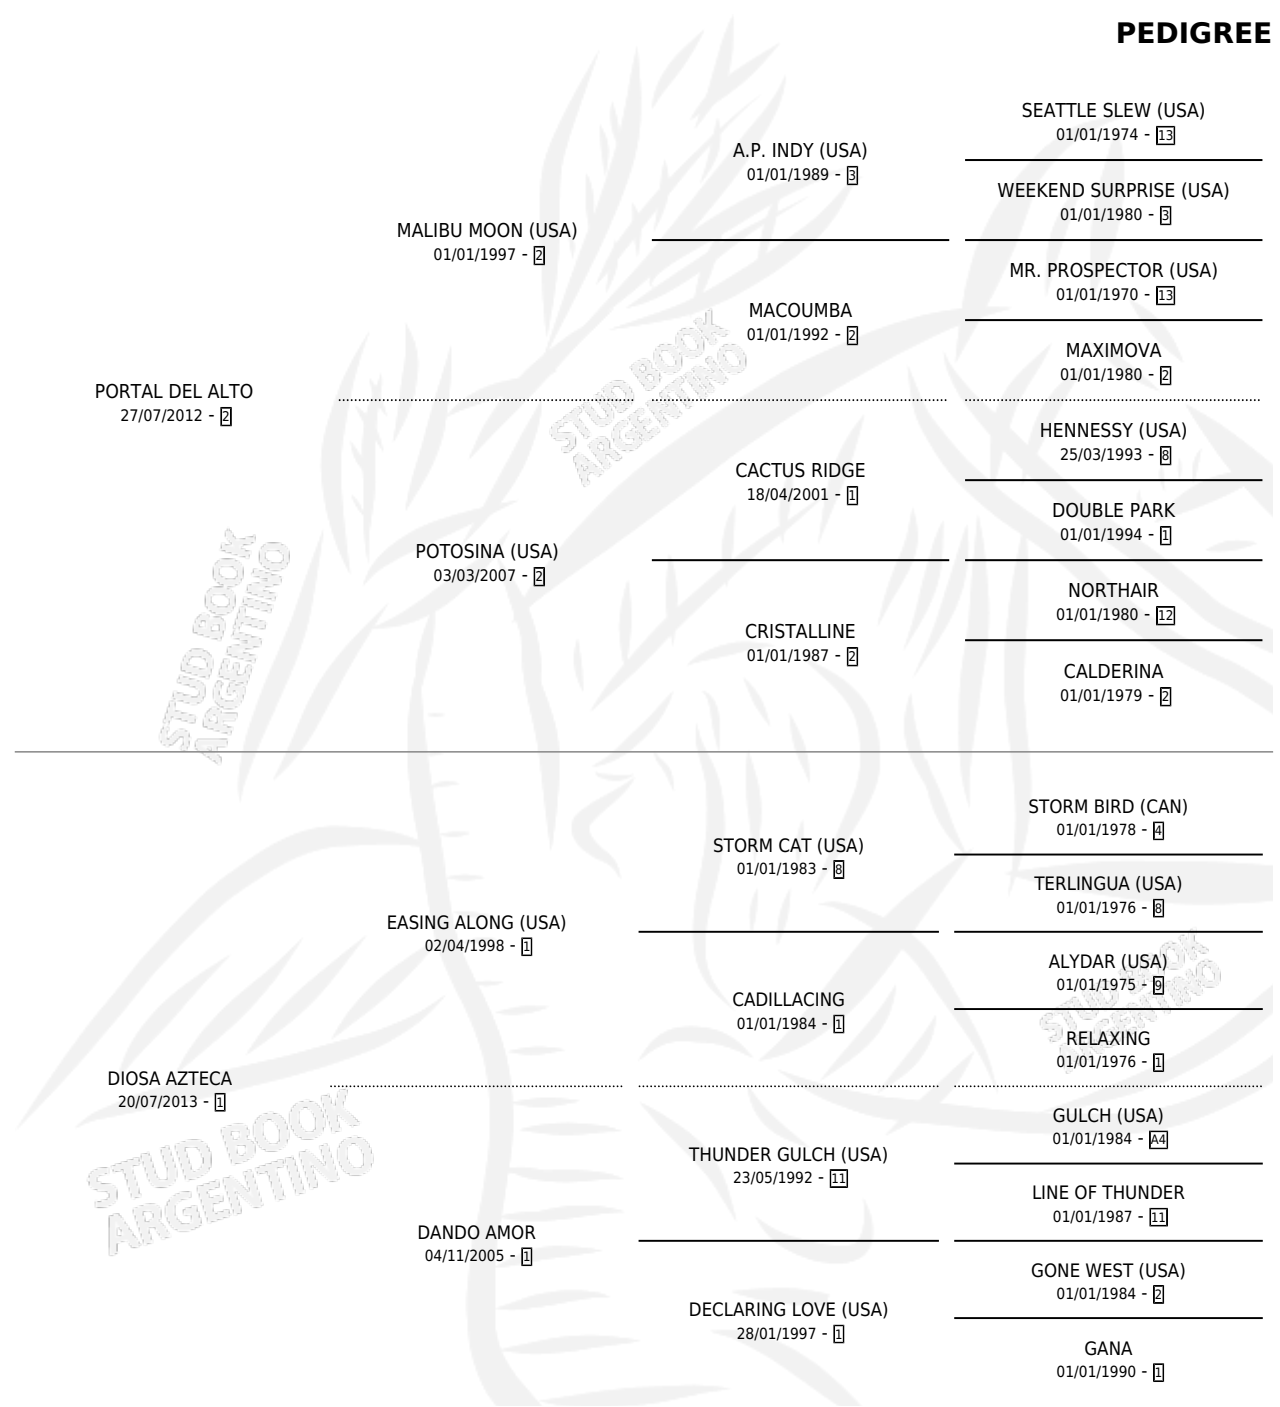 PEDIGREE
SEATTLE SLEW (USA)
01/01/1974 - 13
A.P. INDY (USA)
01/01/1989 - 3
WEEKEND SURPRISE (USA)
01/01/1980 - 3
MALIBU MOON (USA)
01/01/1997 - 2
MR. PROSPECTOR (USA)
01/01/1970 - 13
MACOUMBA
01/01/1992 - 2
MAXIMOVA
01/01/1980 - 2
PORTAL DEL ALTO
27/07/2012 - 2
HENNESSY (USA)
25/03/1993 - 8
CACTUS RIDGE
18/04/2001 - 1
DOUBLE PARK
01/01/1994 - 1
POTOSINA (USA)
03/03/2007 - 2
NORTHAIR
01/01/1980 - 12
CRISTALLINE
01/01/1987 - 2
CALDERINA
01/01/1979 - 2
STORM BIRD (CAN)
01/01/1978 - 4
STORM CAT (USA)
01/01/1983 - 8
TERLINGUA (USA)
01/01/1976 - 8
EASING ALONG (USA)
02/04/1998 - 1
ALYDAR (USA)
01/01/1975 - 9
CADILLACING
01/01/1984 - 1
RELAXING
01/01/1976 - 1
DIOSA AZTECA
20/07/2013 - 1
GULCH (USA)
01/01/1984 - A4
THUNDER GULCH (USA)
23/05/1992 - 11
LINE OF THUNDER
01/01/1987 - 11
DANDO AMOR
04/11/2005 - 1
GONE WEST (USA)
01/01/1984 - 2
DECLARING LOVE (USA)
28/01/1997 - 1
GANA
01/01/1990 - 1
STUD BOOK
ARGENTINO
STUD BOOK
ARGENTINO
STUD BOOK
ARGENTINO
STUD BOOK
ARGENTINO